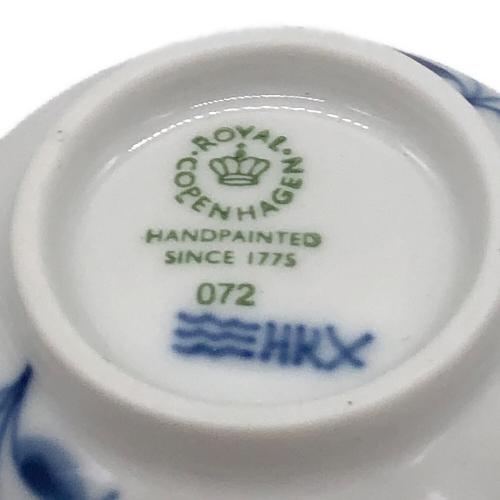 ROYAL
COPENHAGEN
HANDPAINTED
SINCE 1775
072
HKX